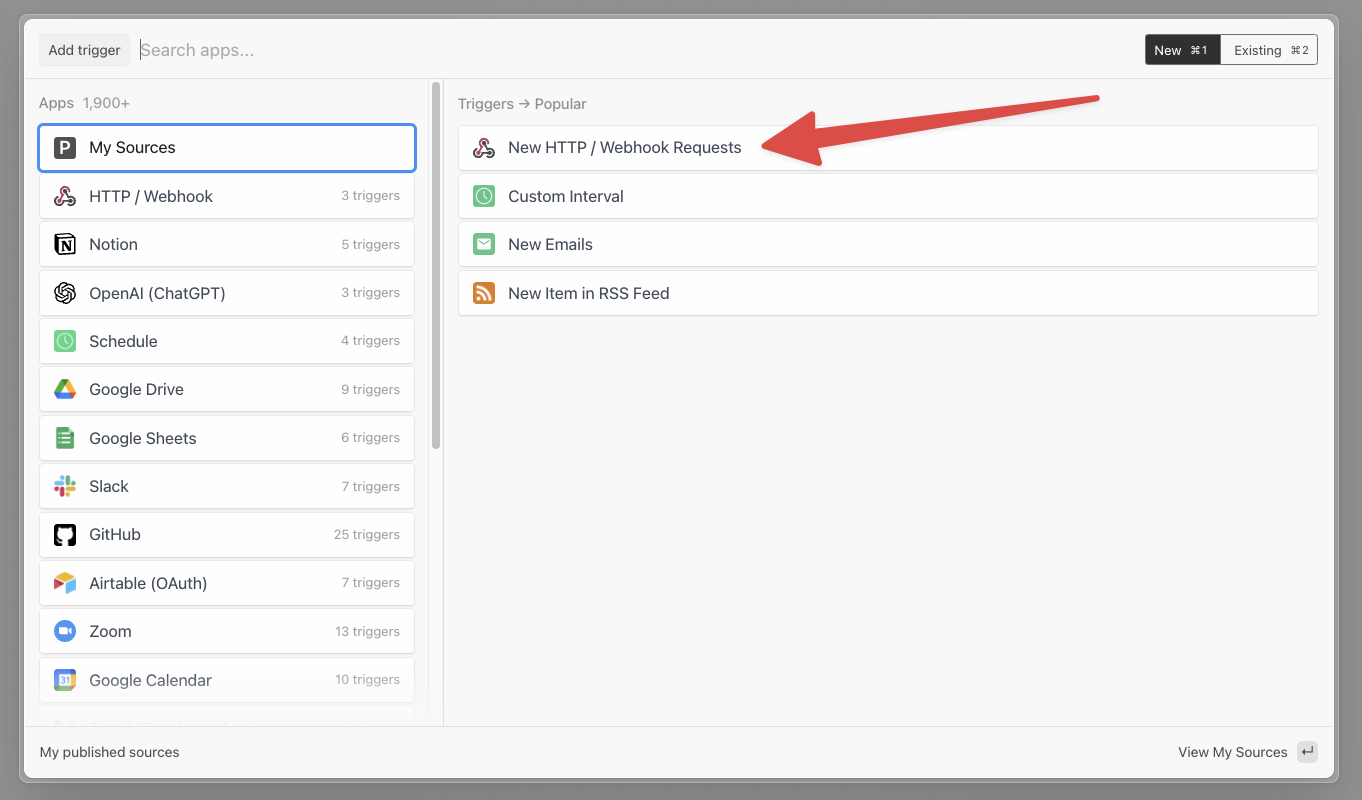 Add trigger Search apps... New ⌘1 Existing ⌘2
Apps 1,900+
P My Sources
HTTP / Webhook 3 triggers
Notion 5 triggers
OpenAI (ChatGPT) 3 triggers
Schedule 4 triggers
Google Drive 9 triggers
Google Sheets 6 triggers
Slack 7 triggers
GitHub 25 triggers
Airtable (OAuth) 7 triggers
Zoom 13 triggers
31 Google Calendar 10 triggers
Triggers → Popular
New HTTP / Webhook Requests
Custom Interval
New Emails
New Item in RSS Feed
My published sources View My Sources ↵